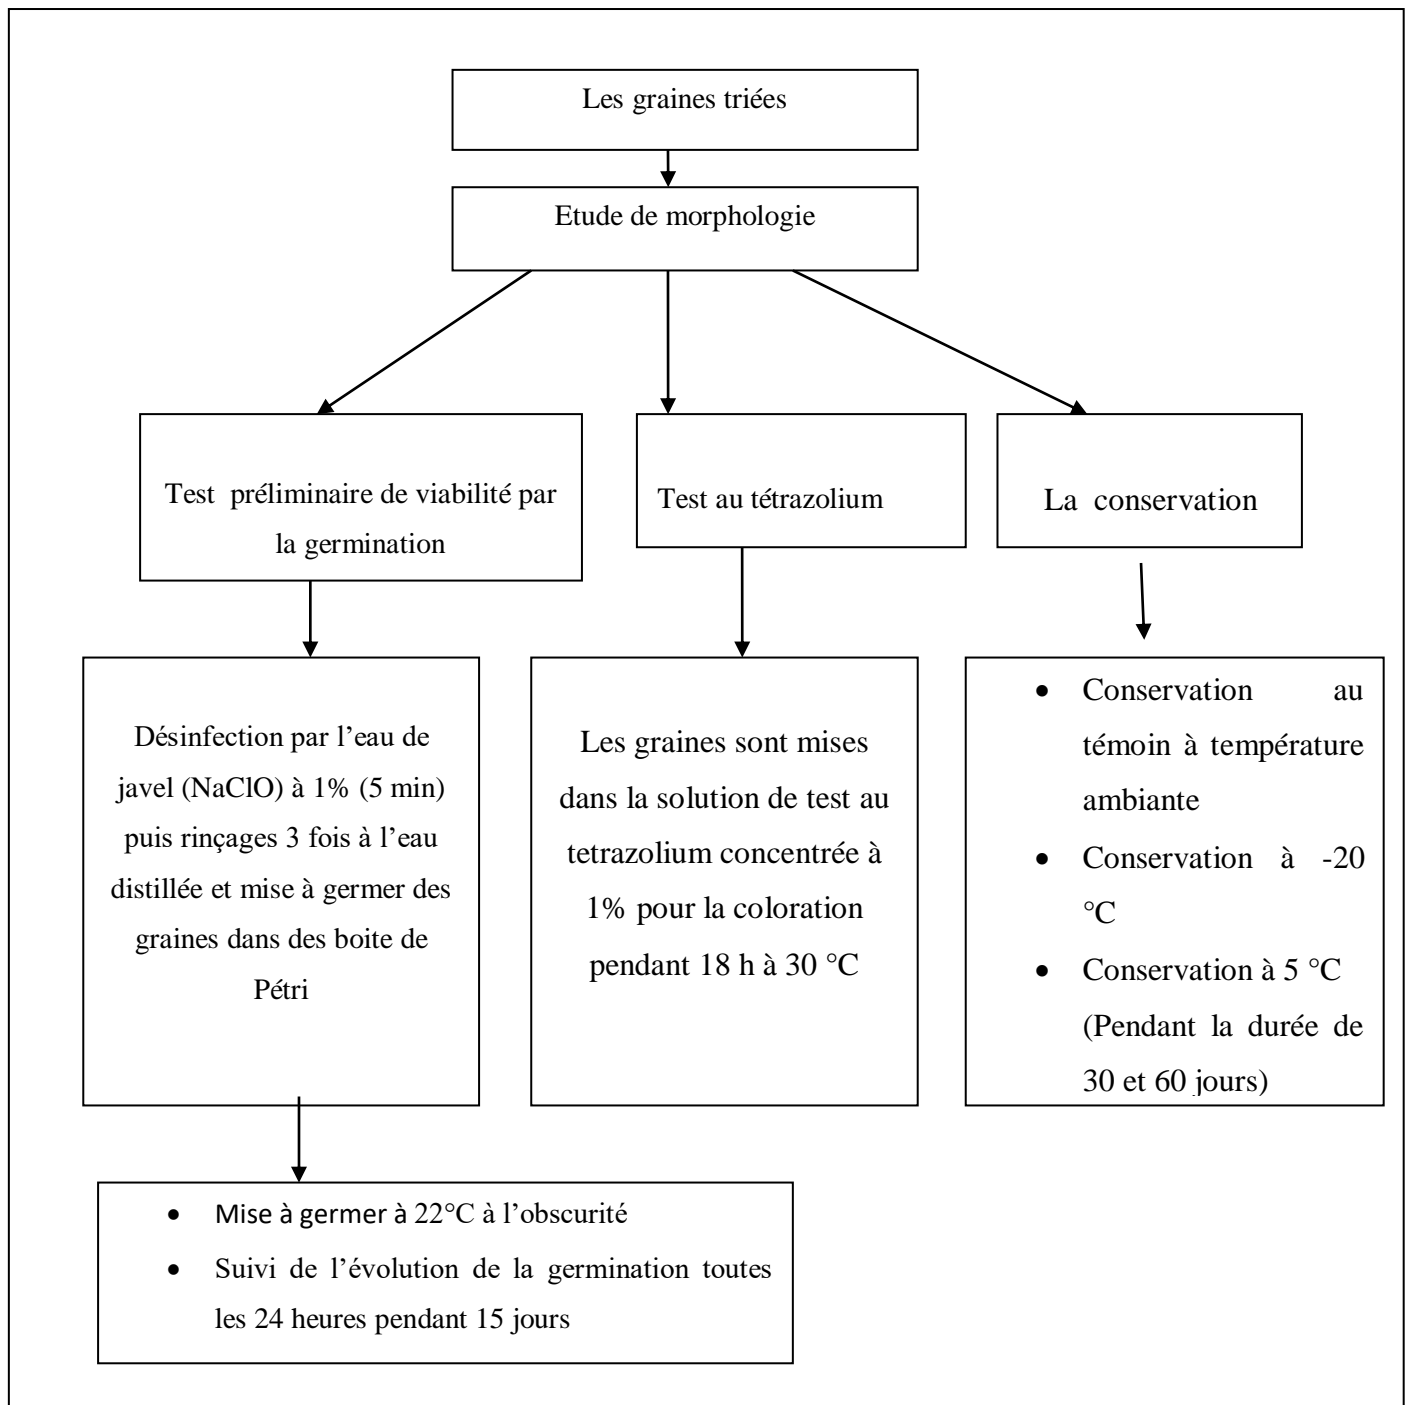 Les graines triées
Etude de morphologie
Test préliminaire de viabilité par
la germination
Test au tétrazolium
La conservation
Désinfection par l’eau de
javel (NaClO) à 1% (5 min)
puis rinçages 3 fois à l’eau
distillée et mise à germer des
graines dans des boite de
Pétri
Les graines sont mises
dans la solution de test au
tetrazolium concentrée à
1% pour la coloration
pendant 18 h à 30 °C
• Conservation au
témoin à température
ambiante
• Conservation à -20
°C
• Conservation à 5 °C
(Pendant la durée de
30 et 60 jours)
• Mise à germer à 22°C à l’obscurité
• Suivi de l’évolution de la germination toutes
les 24 heures pendant 15 jours